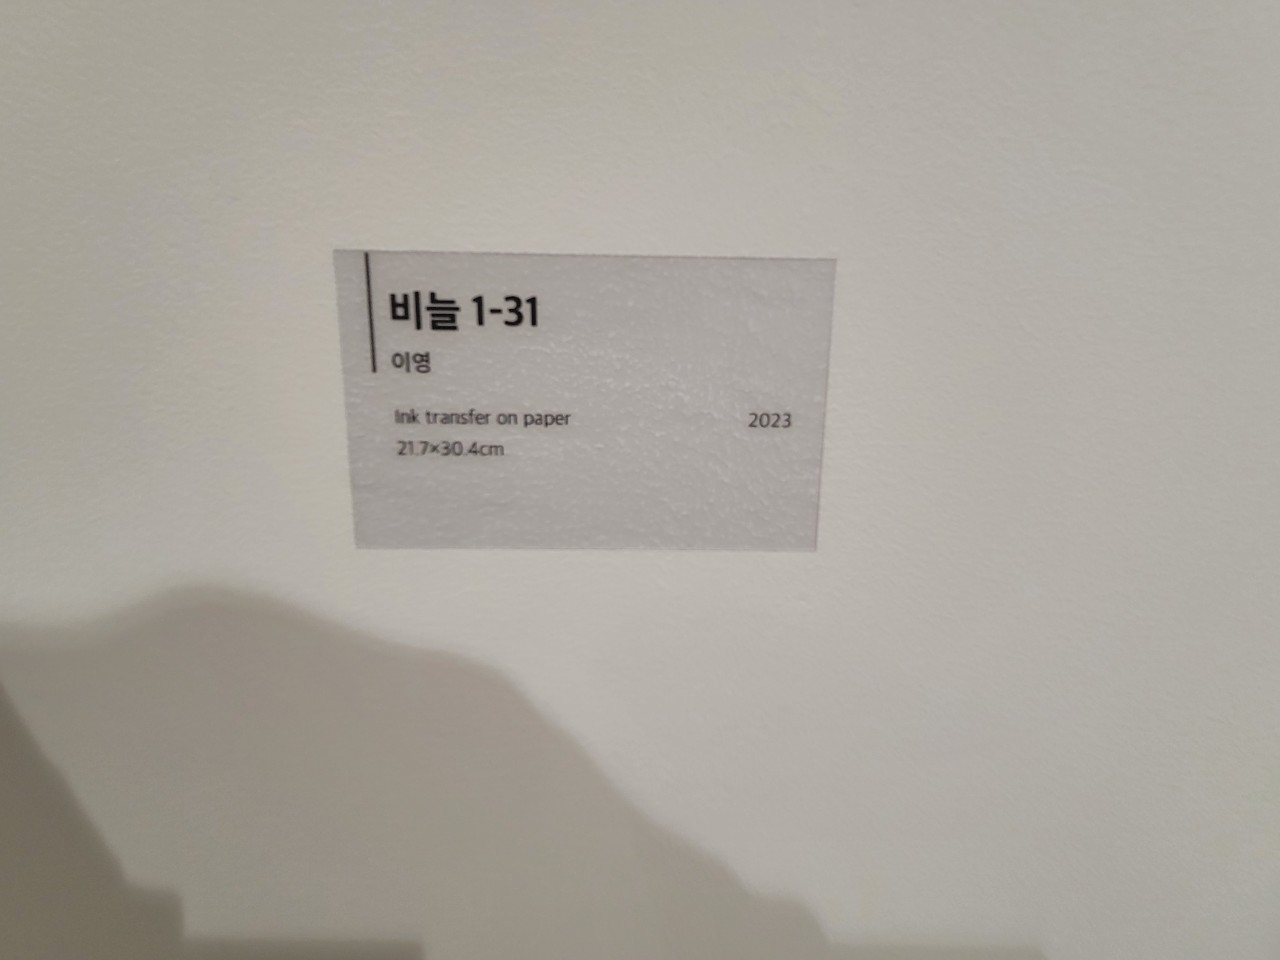 비늘 1-31
이영
Ink transfer on paper 2023
21.7×30.4cm